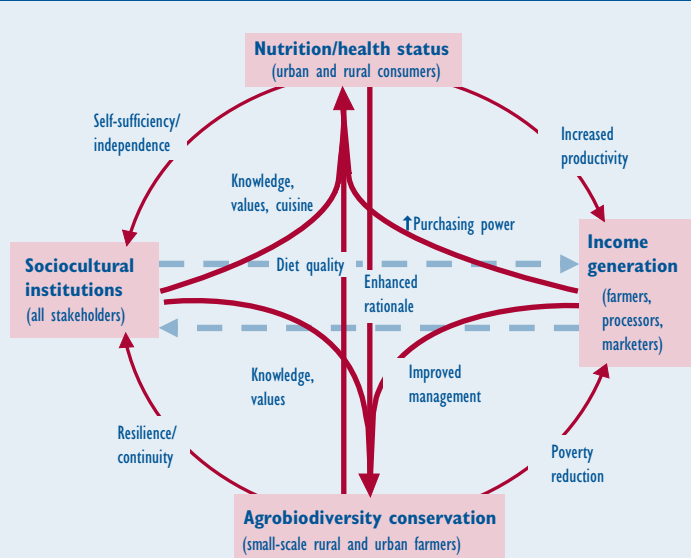 Nutrition/health status
(urban and rural consumers)
Self-sufficiency/
independence
Increased
productivity
Knowledge,
values, cuisine
↑Purchasing power
Sociocultural
institutions
(all stakeholders)
Diet quality
Enhanced
rationale
Income
generation
(farmers,
processors,
marketers)
Knowledge,
values
Improved
management
Resilience/
continuity
Poverty
reduction
Agrobiodiversity conservation
(small-scale rural and urban farmers)